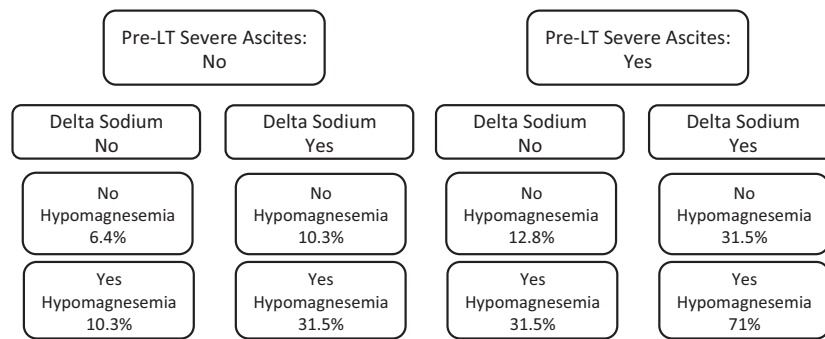 Pre-LT Severe Ascites:
No
Pre-LT Severe Ascites:
Yes
Delta Sodium
No
Delta Sodium
Yes
Delta Sodium
No
Delta Sodium
Yes
No
Hypomagnesemia
6.4%
No
Hypomagnesemia
10.3%
No
Hypomagnesemia
12.8%
No
Hypomagnesemia
31.5%
Yes
Hypomagnesemia
10.3%
Yes
Hypomagnesemia
31.5%
Yes
Hypomagnesemia
31.5%
Yes
Hypomagnesemia
71%